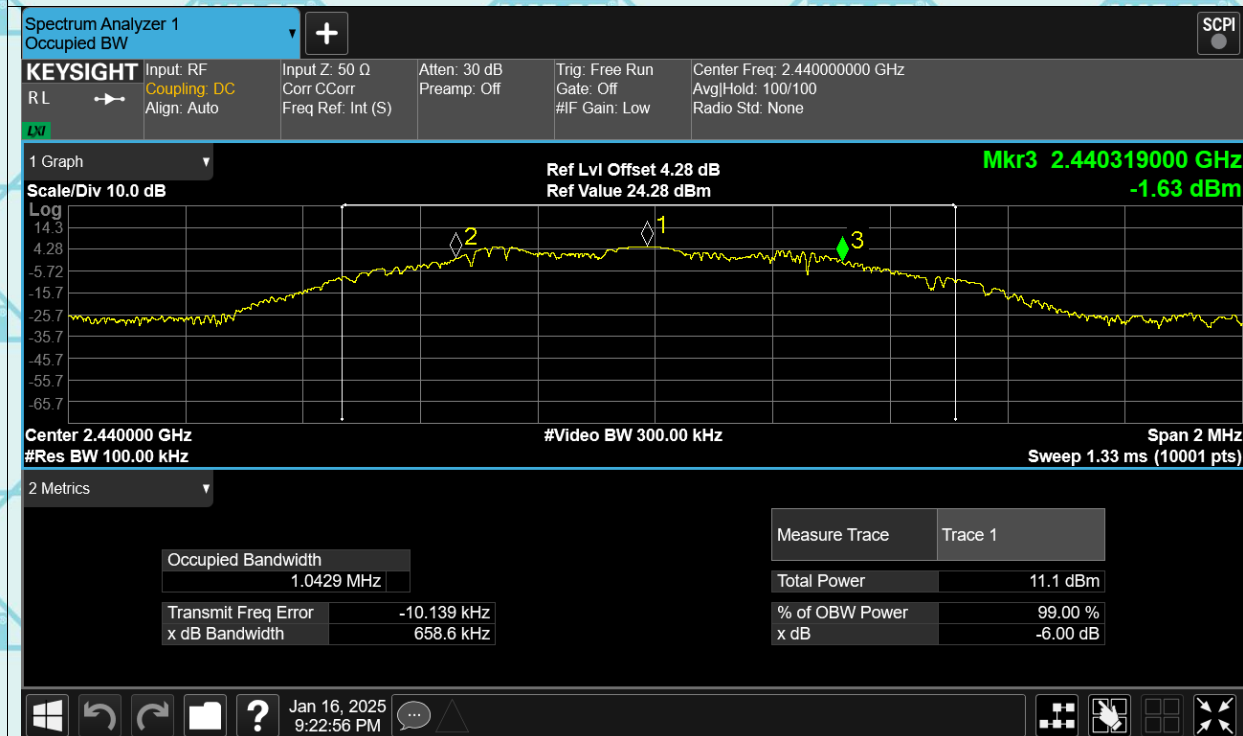 Spectrum Analyzer 1
Occupied BW
+
SCPI
KEYSIGHT
R L
LXI
Input: RF
Coupling: DC
Align: Auto
Input Z: 50 Ω
Corr CCorr
Freq Ref: Int (S)
Atten: 30 dB
Preamp: Off
Trig: Free Run
Gate: Off
#IF Gain: Low
Center Freq: 2.440000000 GHz
Avg|Hold: 100/100
Radio Std: None
1 Graph
Scale/Div 10.0 dB
Ref Lvl Offset 4.28 dB
Ref Value 24.28 dBm
Mkr3 2.440319000 GHz
-1.63 dBm
Log
14.3
4.28
-5.72
-15.7
-25.7
-35.7
-45.7
-55.7
-65.7
2
1
3
Center 2.440000 GHz
#Video BW 300.00 kHz
Span 2 MHz
#Res BW 100.00 kHz
Sweep 1.33 ms (10001 pts)
2 Metrics
Measure Trace Trace 1
Occupied Bandwidth
1.0429 MHz
Total Power 11.1 dBm
Transmit Freq Error -10.139 kHz
% of OBW Power 99.00 %
x dB Bandwidth 658.6 kHz
x dB -6.00 dB
?
Jan 16, 2025
9:22:56 PM